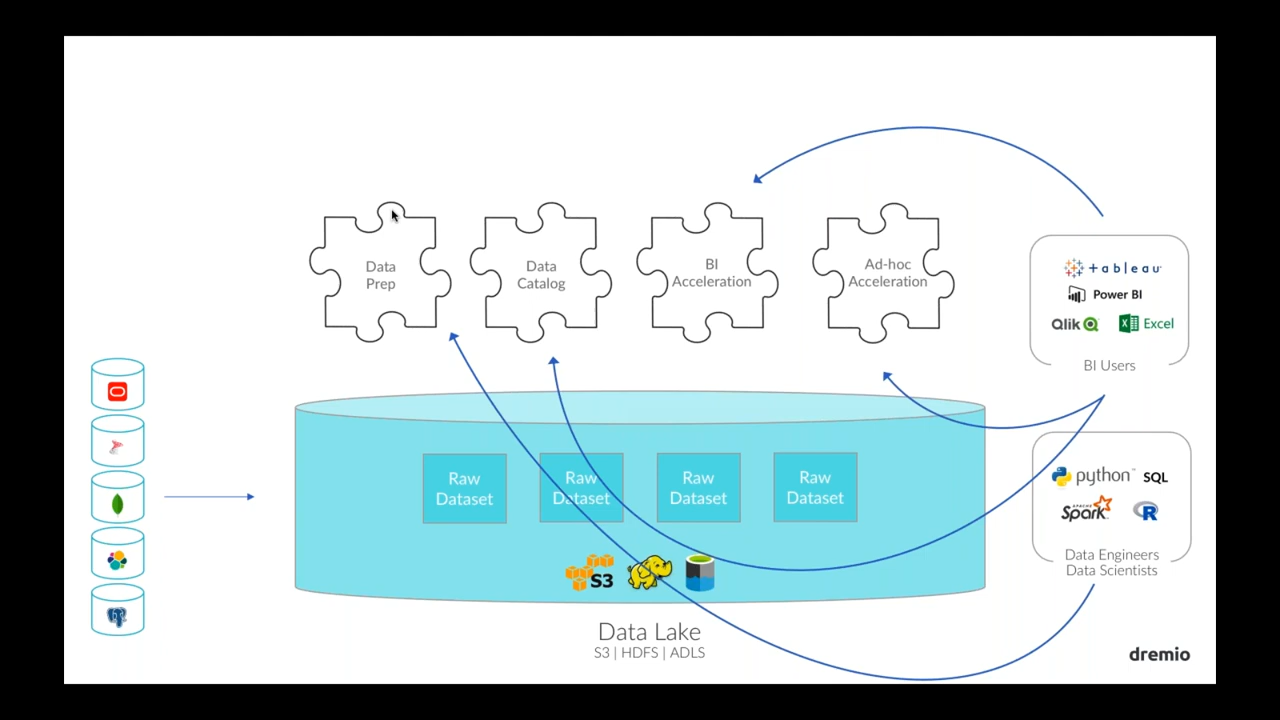 Data
Prep
Data
Catalog
BI
Acceleration
Ad-hoc
Acceleration
+ a b | e a u
Power BI
Qlik
Excel
BI Users
Raw
Dataset
Raw
Dataset
Raw
Dataset
Raw
Dataset
python SQL
APACHE
Spark R
Data Engineers
Data Scientists
S3
Data Lake
S3 | HDFS | ADLS
dremio